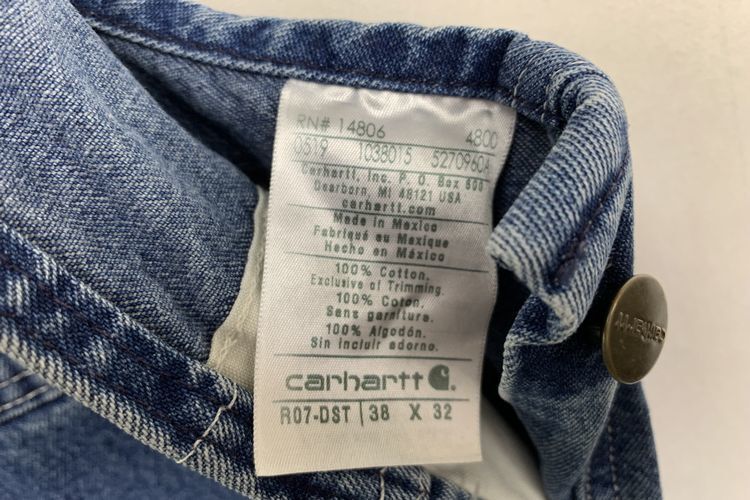 RN# 14806 4800
0519 1038015 5270960A
Carhartt, Inc. P. O. Box 600
Dearborn, MI 48121 USA
carhartt.com
Made in Mexico
Fabriqué au Mexique
Hecho en México
100% Cotton.
Exclusive of Trimming.
100% Coton.
Sans garniture.
100% Algodón.
Sin incluir adorno.
carhartt
R07-DST 38 X 32